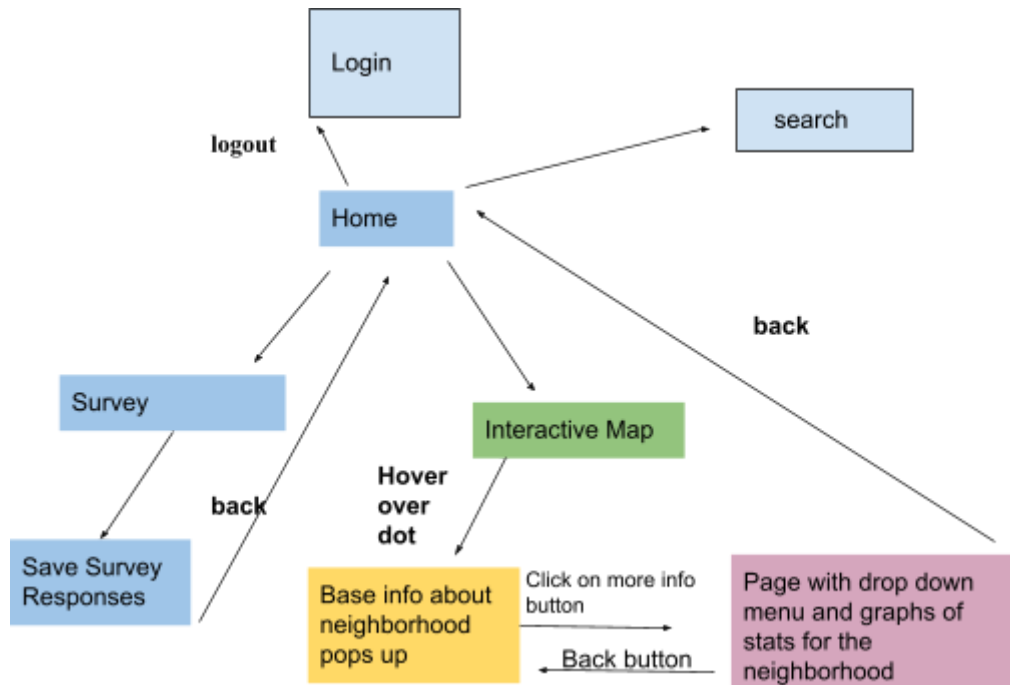 Login
search
logout
Home
back
Survey
Interactive Map
Hover
over
dot
back
Save Survey
Responses
Base info about
neighborhood
pops up
Click on more info
button
Back button
Page with drop down
menu and graphs of
stats for the
neighborhood